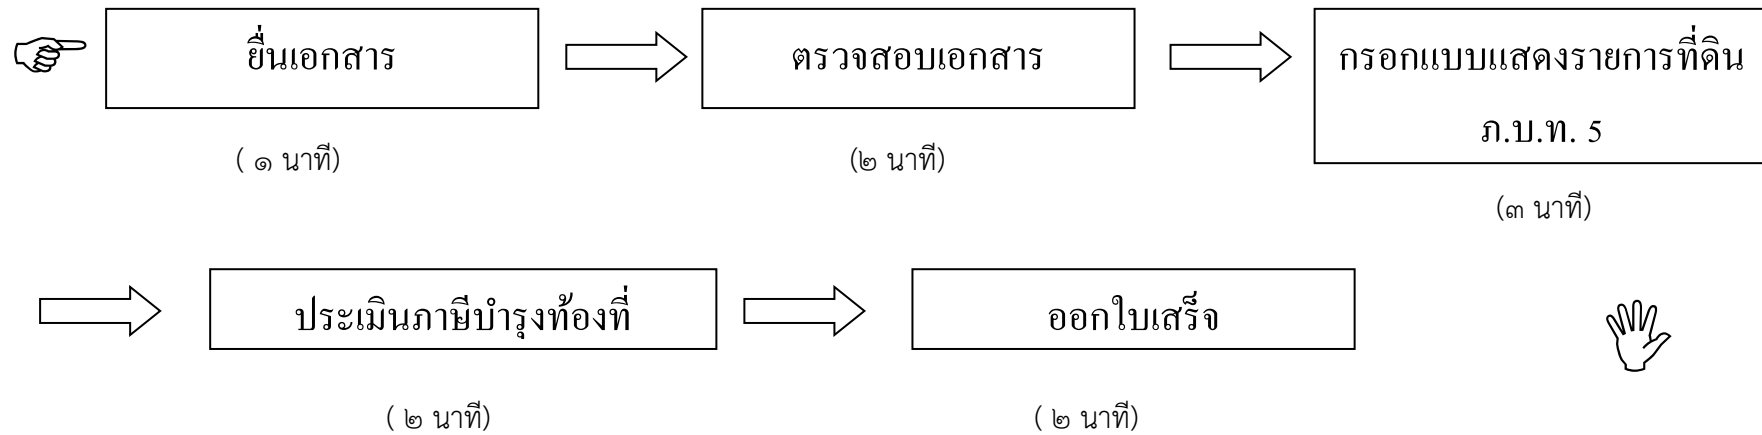 ยื่นเอกสาร
ตรวจสอบเอกสาร
กรอกแบบแสดงรายการที่ดิน
ภ.บ.ท. 5
( ๑ นาที)
(๒ นาที)
(๓ นาที)
ประเมินภาษีบำรุงท้องที่
ออกใบเสร็จ
( ๒ นาที)
( ๒ นาที)